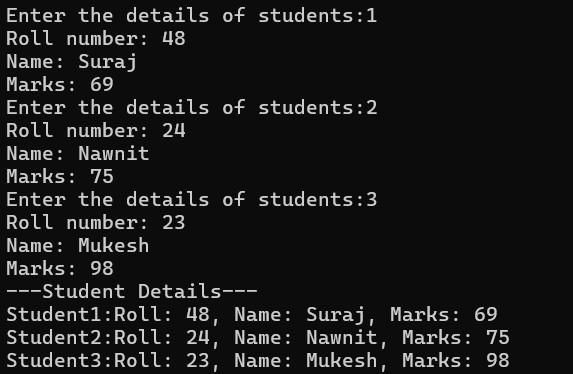 Enter the details of students:1
Roll number: 48
Name: Suraj
Marks: 69
Enter the details of students:2
Roll number: 24
Name: Nawnit
Marks: 75
Enter the details of students:3
Roll number: 23
Name: Mukesh
Marks: 98
---Student Details---
Student1:Roll: 48, Name: Suraj, Marks: 69
Student2:Roll: 24, Name: Nawnit, Marks: 75
Student3:Roll: 23, Name: Mukesh, Marks: 98